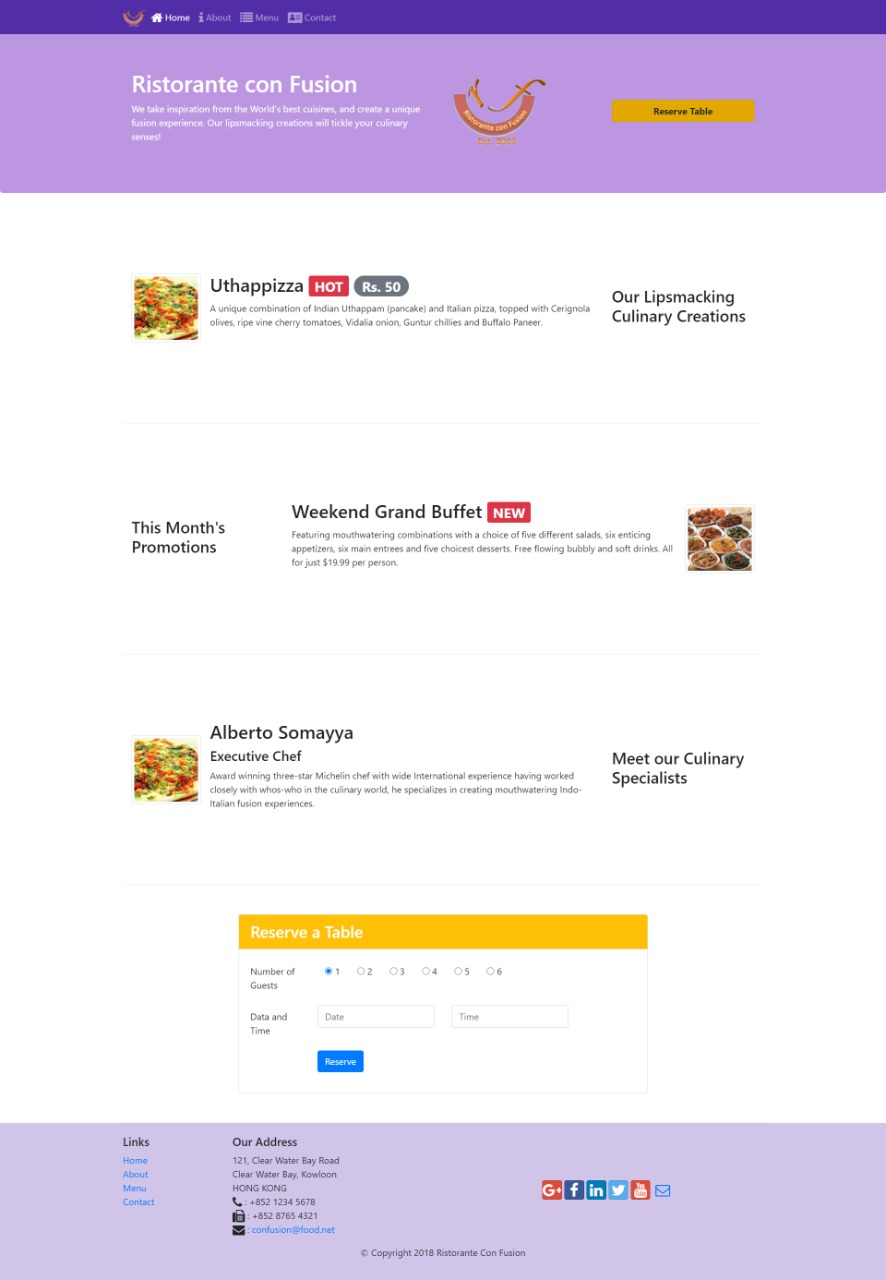 Home About Menu Contact
Ristorante con Fusion
We take inspiration from the World's best cuisines, and create a unique
fusion experience. Our lipsmacking creations will tickle your culinary
senses!
Ristorante con Fusion
Est. 2013
Reserve Table
Uthappizza HOT Rs. 50
A unique combination of Indian Uthappam (pancake) and Italian pizza, topped with Cerignola
olives, ripe vine cherry tomatoes, Vidalia onion, Guntur chillies and Buffalo Paneer.
Our Lipsmacking
Culinary Creations
This Month's
Promotions
Weekend Grand Buffet NEW
Featuring mouthwatering combinations with a choice of five different salads, six enticing
appetizers, six main entrees and five choicest desserts. Free flowing bubbly and soft drinks. All
for just $19.99 per person.
Alberto Somayya
Executive Chef
Award winning three-star Michelin chef with wide International experience having worked
closely with whos-who in the culinary world, he specializes in creating mouthwatering Indo-
Italian fusion experiences.
Meet our Culinary
Specialists
Reserve a Table
Number of
Guests
1 2 3 4 5 6
Data and
Time
Date
Time
Reserve
Links
Home
About
Menu
Contact
Our Address
121, Clear Water Bay Road
Clear Water Bay, Kowloon
HONG KONG
: +852 1234 5678
: +852 8765 4321
: confusion@food.net
© Copyright 2018 Ristorante Con Fusion